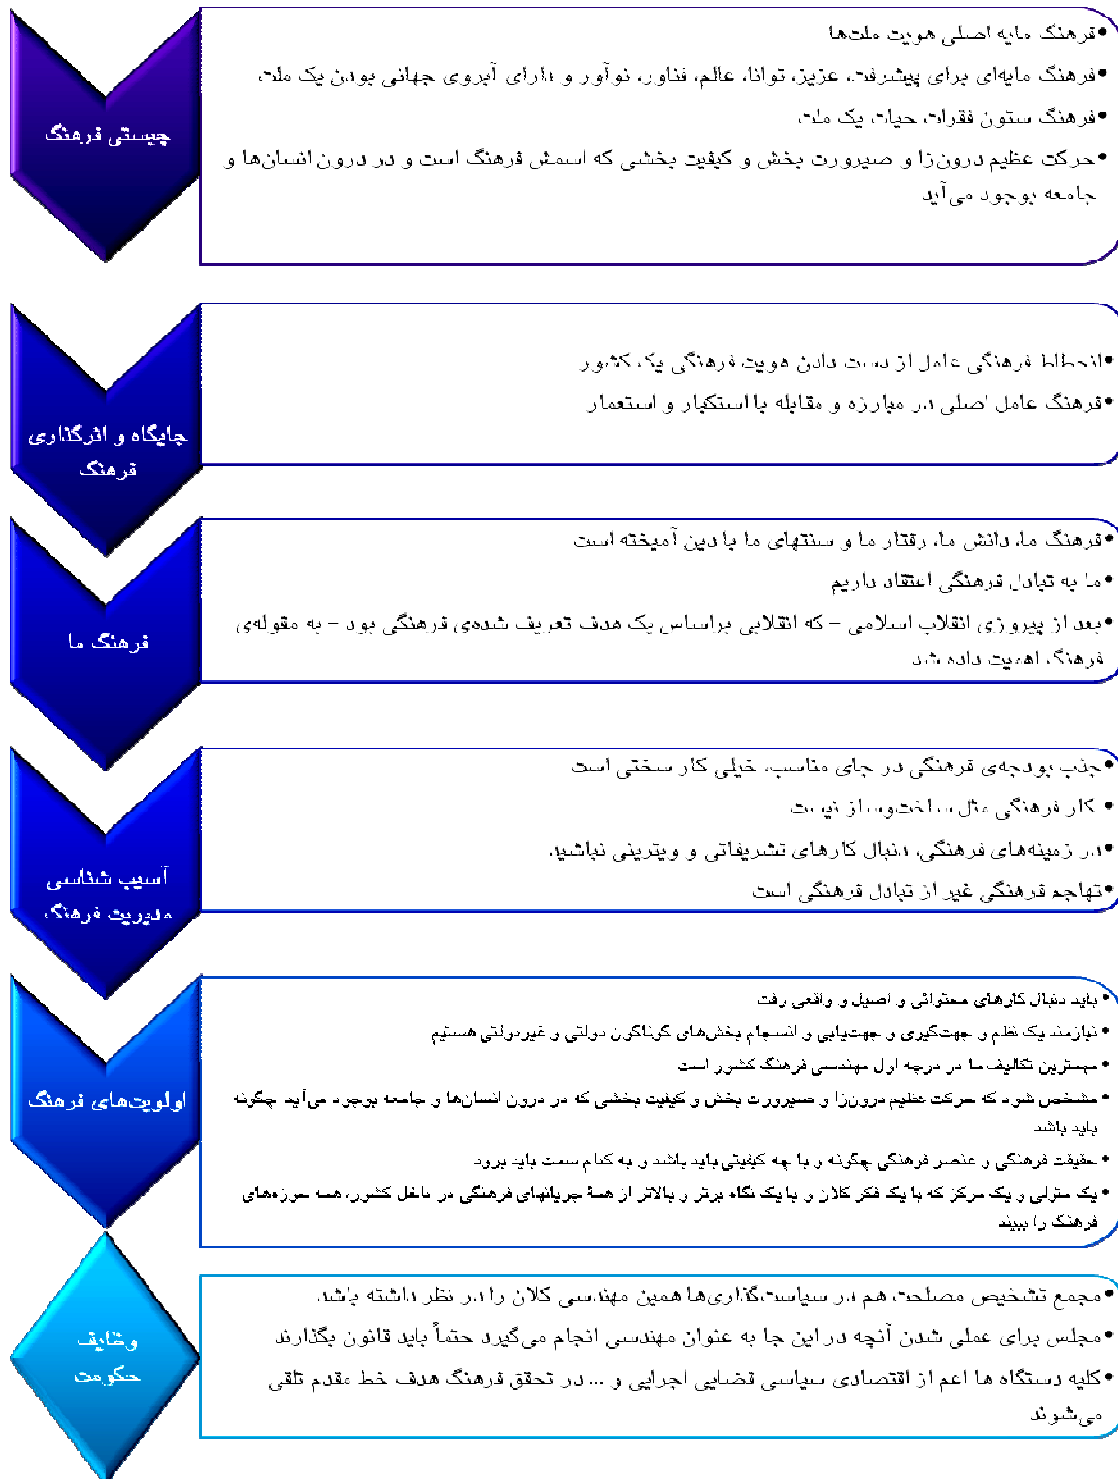 چیستی فرهنگ
•فرهنگ مایه اصلی هویت ملت‌ها
•فرهنگ مایه‌ای برای پیشرفت، عزیز، توانا، عالم، فناور، نوآور و دارای آبروی جهانی بودن یک ملت
•فرهنگ ستون فقرات حیات یک ملت
•حرکت عظیم درون‌زا و صیرورت بخش و کیفیت بخشی که اسمش فرهنگ است و در درون انسان‌ها و
جامعه بوجود می‌آید
جایگاه و اثرگذاری
فرهنگ
•انحطاط فرهنگی عامل از دست دادن هویت فرهنگی یک کشور
•فرهنگ عامل اصلی در مبارزه و مقابله با استکبار و استعمار
فرهنگ ما
•فرهنگ ما، دانش ما، رفتار ما و سنتهای ما با دین آمیخته است
•ما به تبادل فرهنگی اعتقاد داریم
•بعد از پیروزی انقلاب اسلامی – که انقلابی براساس یک هدف تعریف شده‌ی فرهنگی بود – به مقوله‌ی
فرهنگ اهمیت داده شد
آسیب شناسی
مدیریت فرهنگ
•جذب بودجه‌ی فرهنگی در جای مناسب، خیلی کار سختی است
• کار فرهنگی مثل ساخت‌وساز نیست
•در زمینه‌های فرهنگی، دنبال کارهای تشریفاتی و ویترینی نباشید.
•تهاجم فرهنگی غیر از تبادل فرهنگی است
اولویت‌های فرهنگ
• باید دنبال کارهای محتوائی و اصیل و واقعی رفت
• نیازمند یک نظم و جهت‌گیری و جهت‌یابی و انسجام بخش‌های گوناگون دولتی و غیردولتی هستیم
• مهمترین تکالیف ما در درجه اول مهندسی فرهنگ کشور است
• مشخص شود که حرکت عظیم درون‌زا و صیرورت بخش و کیفیت بخشی که در درون انسان‌ها و جامعه بوجود می‌آید چگونه
باید باشد
• حقیقت فرهنگی و عنصر فرهنگی چگونه و با چه کیفیتی باید باشد و به کدام سمت باید برود
• یک متولی و یک مرکز که با یک فکر کلان و با یک نگاه برتر و بالاتر از همهٔ جریانهای فرهنگی در داخل کشور، همه حوزه‌های
فرهنگ را ببیند
وظایف
حکومت
•مجمع تشخیص مصلحت هم در سیاست‌گذاری‌ها همین مهندسی کلان را در نظر داشته باشد.
•مجلس برای عملی شدن آنچه در این جا به عنوان مهندسی انجام می‌گیرد حتماً باید قانون بگذارند
•کلیه دستگاه ها اعم از اقتصادی سیاسی قضایی اجرایی و ... در تحقق فرهنگ هدف خط مقدم تلقی
می‌شوند